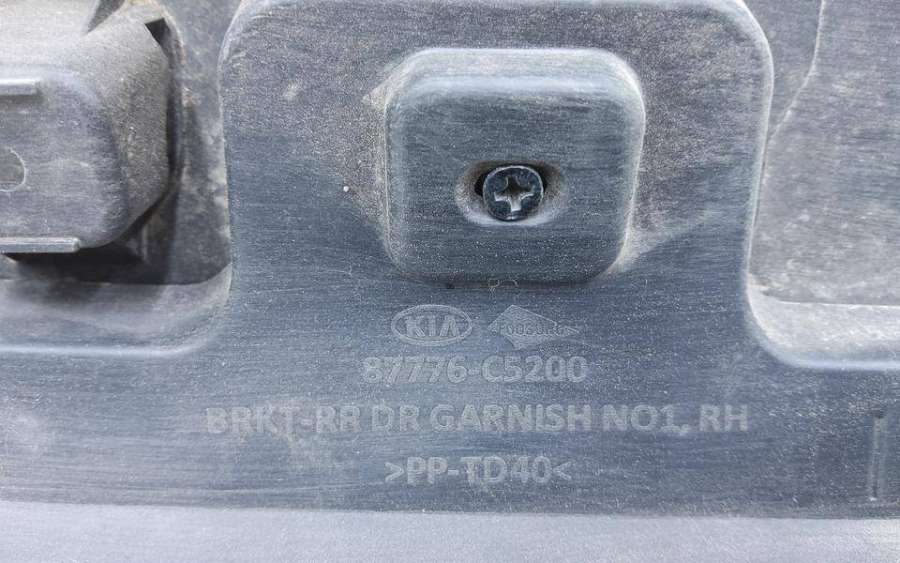 KIA
87776-C5200
BRKT-RR DR GARNISH NO1, RH
>PP-TD40<